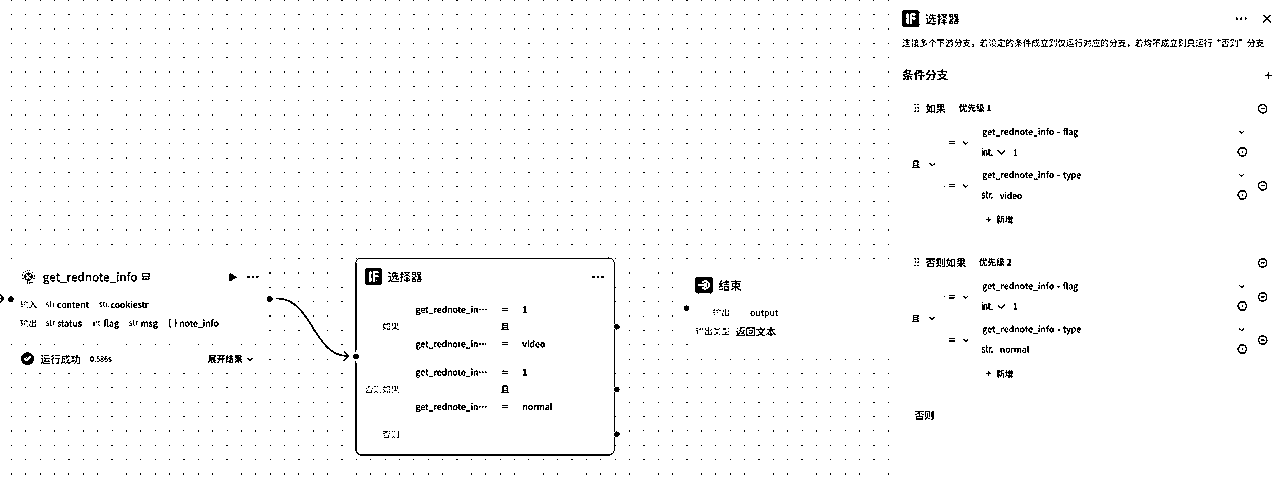 get_rednote_info
输入 str.content str.cookiestr
输出 str.status int.flag str.msg [ ] note_info
运行成功 0.586s 展开结果
选择器
get_rednote_in··· = 1
如果 且
get_rednote_in··· = video
get_rednote_in··· = 1
否则如果 且
get_rednote_in··· = normal
否则
结束
输出 output
输出类型 返回文本
选择器
连接多个下游分支，若设定的条件成立则仅运行对应的分支，若均不成立则只运行“否则”分支
条件分支
如果 优先级 1
get_rednote_info - flag
=
int. 1
且
get_rednote_info - type
=
str. video
+ 新增
否则如果 优先级 2
get_rednote_info - flag
=
int. 1
且
get_rednote_info - type
=
str. normal
+ 新增
否则